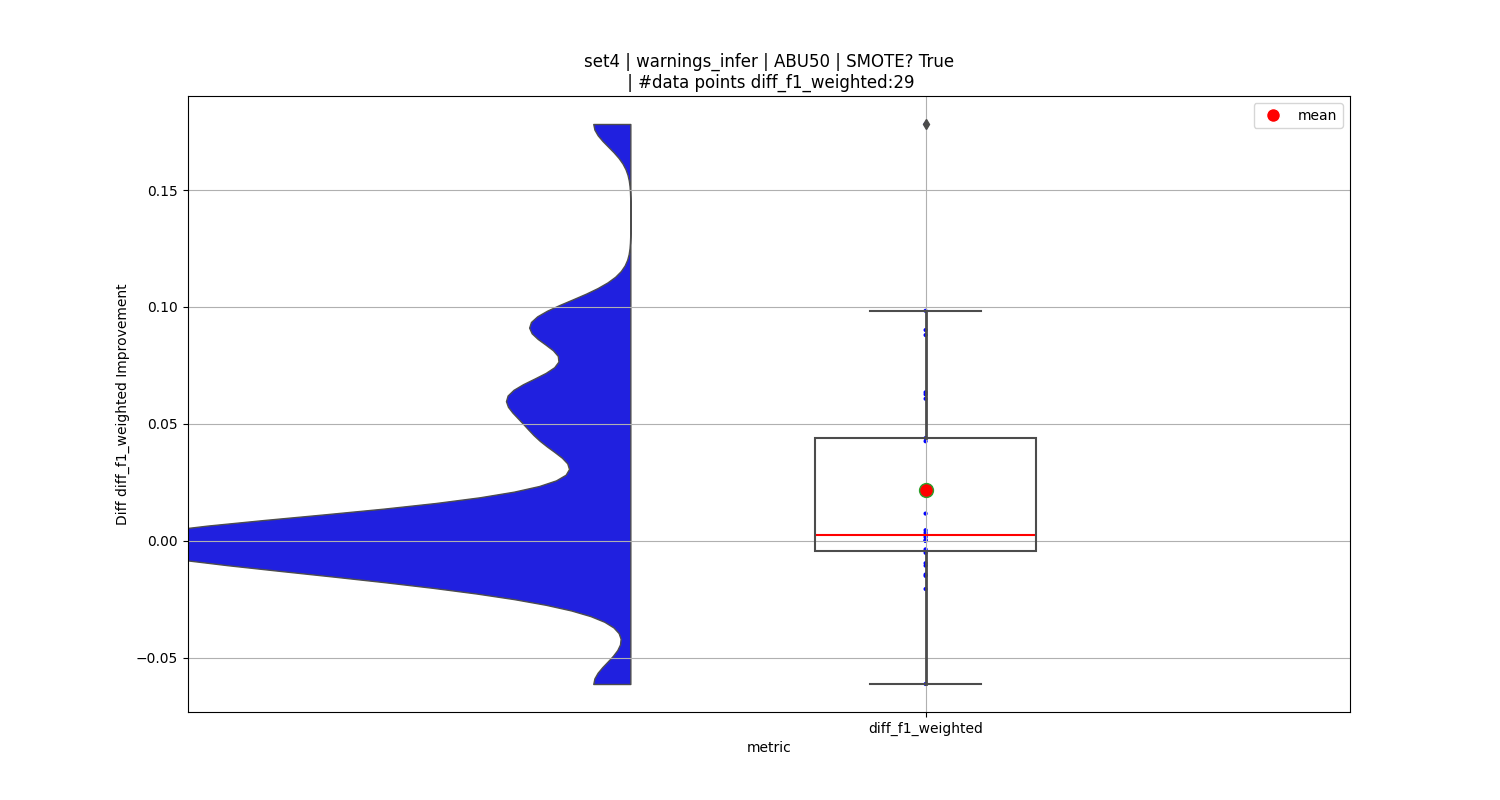 set4 | warnings_infer | ABU50 | SMOTE? True
| #data points diff_f1_weighted:29
mean
0.15
0.10
0.05
0.00
−0.05
Diff diff_f1_weighted Improvement
diff_f1_weighted
metric